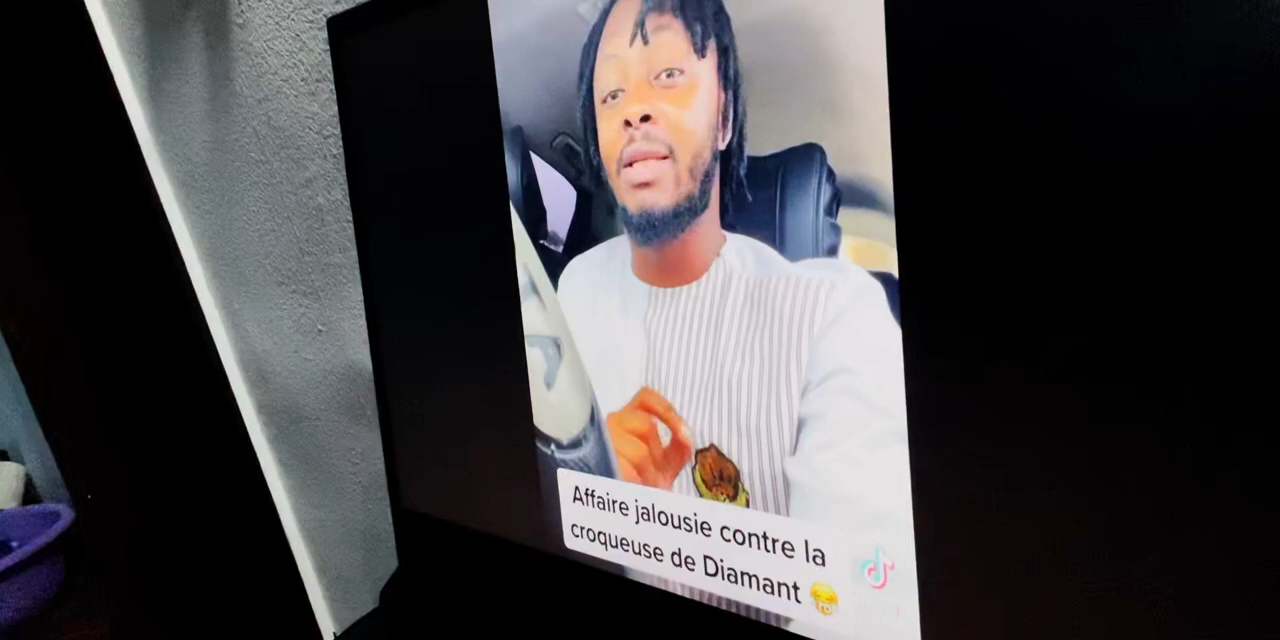 Affaire jalousie contre la
croqueuse de Diamant 😂